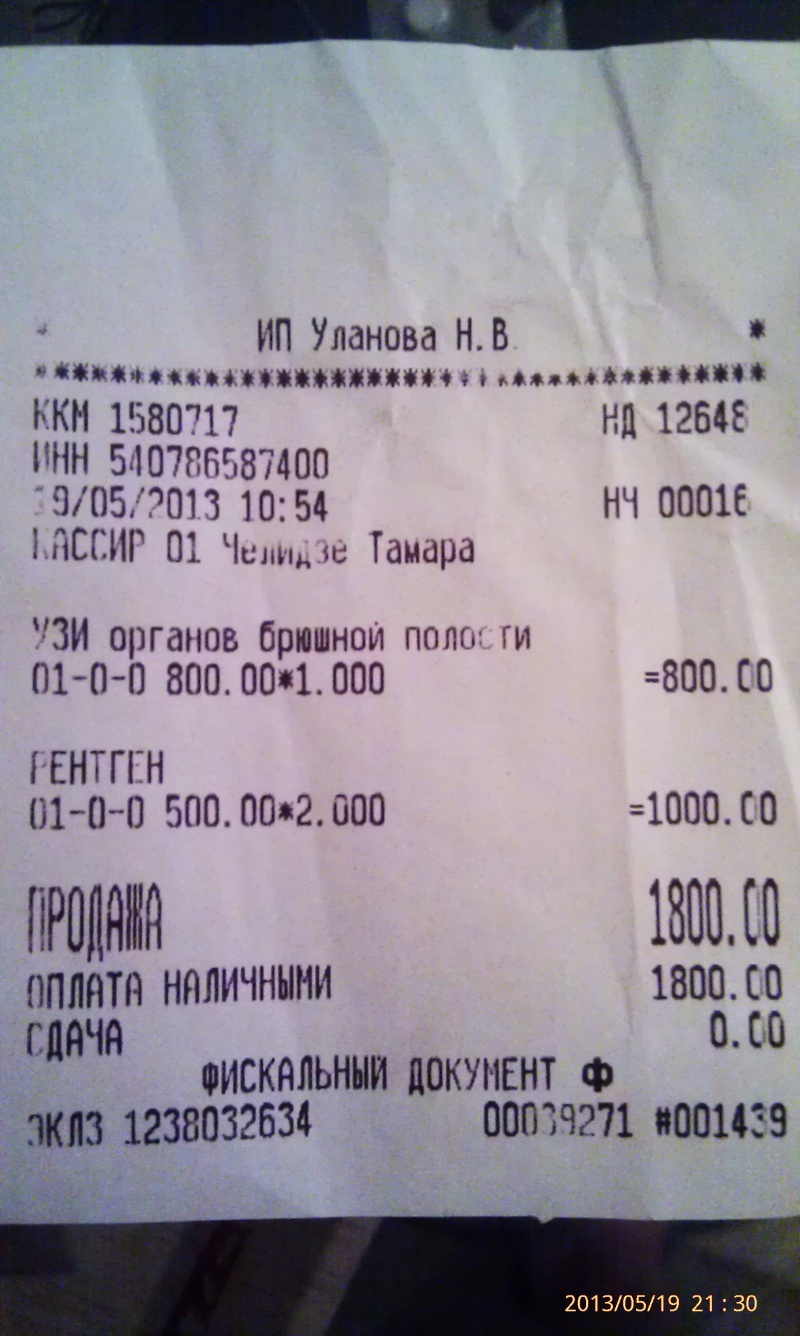 * ИП Уланова Н.В. *
***************************************
ККМ 1580717 НД 12648
ИНН 540786587400
19/05/2013 10:54 НЧ 00016
КАССИР 01 Челидзе Тамара
УЗИ органов брюшной полости
01-0-0 800.00*1.000 =800.00
РЕНТГЕН
01-0-0 500.00*2.000 =1000.00
ПРОДАЖА 1800.00
ОПЛАТА НАЛИЧНЫМИ 1800.00
СДАЧА 0.00
ФИСКАЛЬНЫЙ ДОКУМЕНТ Ф
ЭКЛЗ 1238032634 00039271 #001439
2013/05/19 21:30